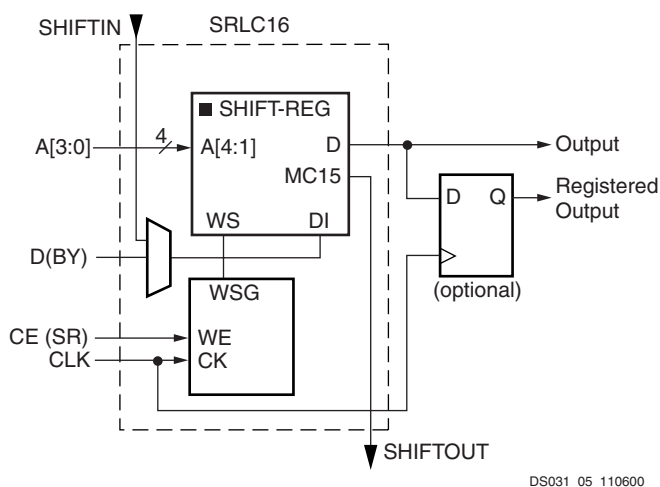 SHIFTIN
SRLC16
SHIFT-REG
A[3:0]
4
A[4:1]
D
Output
MC15
D
Q
Registered
Output
WS
DI
D(BY)
(optional)
WSG
CE (SR)
WE
CLK
CK
SHIFTOUT
DS031_05_110600